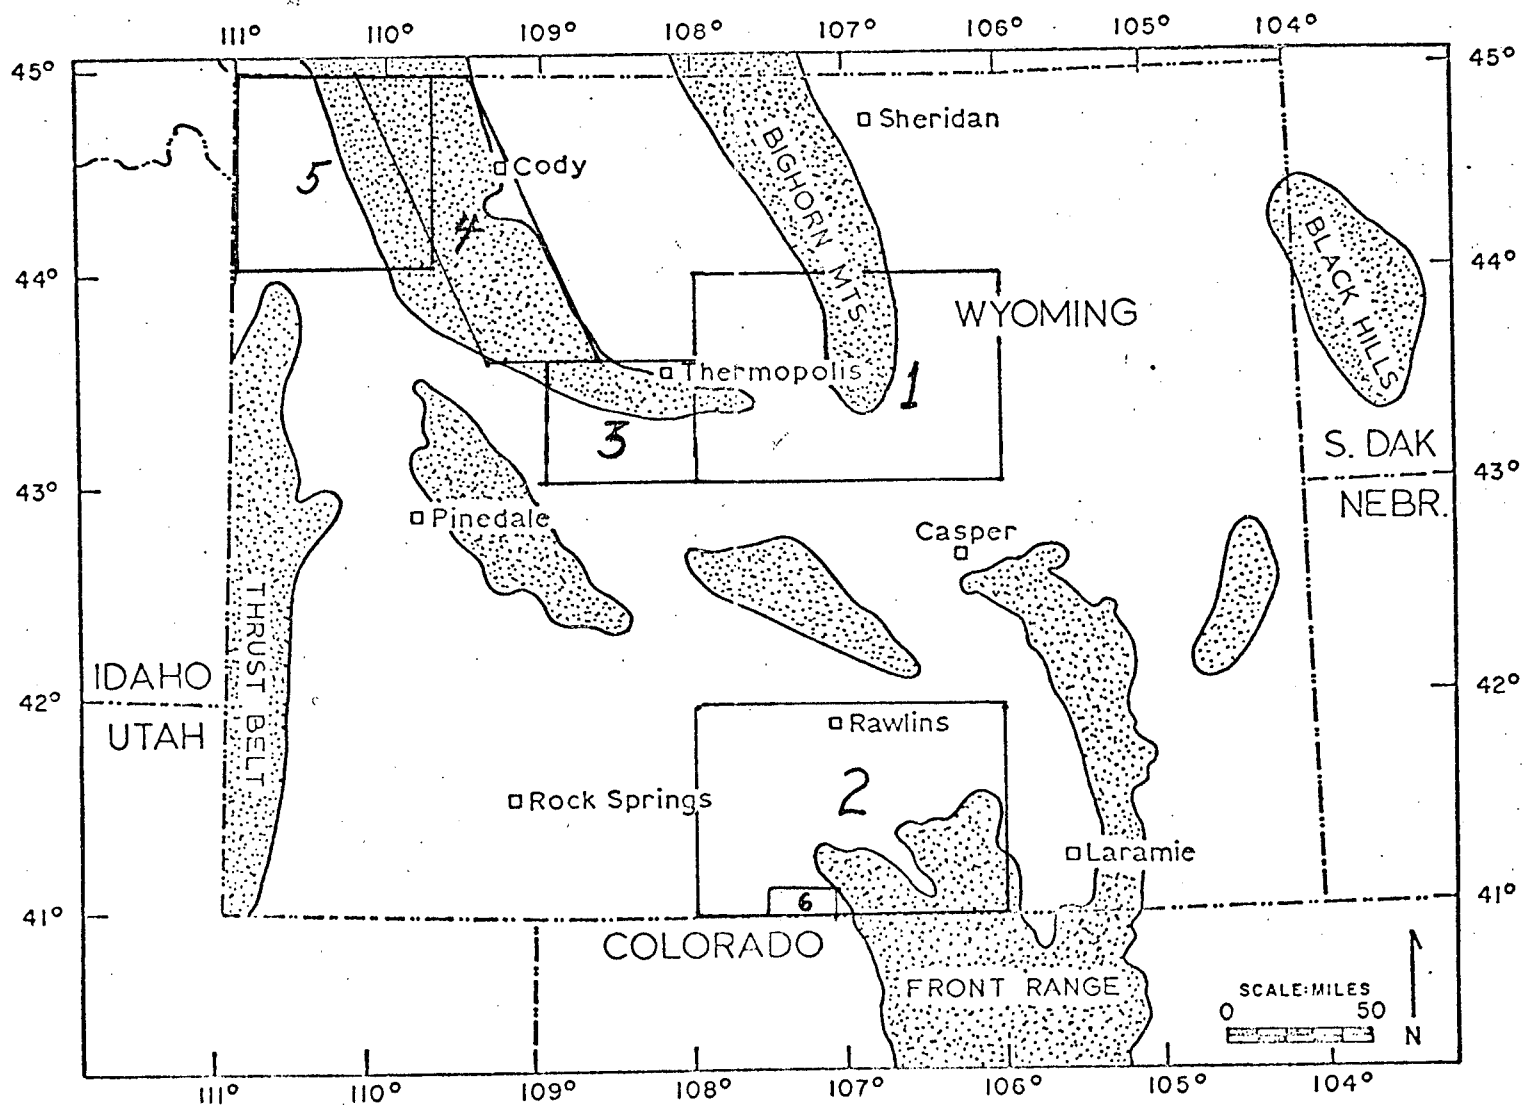 111° 110° 109° 108° 107° 106° 105° 104°
45° 45°
Sheridan
BIGHORN MTS
Cody
5
4
BLACK HILLS
44° 44°
WYOMING
Thermopolis
1
3
S. DAK
43° 43°
NEBR.
Pinedale
Casper
THRUST BELT
IDAHO
42° 42°
UTAH
Rawlins
2
Rock Springs
Laramie
6
41° 41°
COLORADO
FRONT RANGE
SCALE:MILES
0 50
N
111° 110° 109° 108° 107° 106° 105° 104°